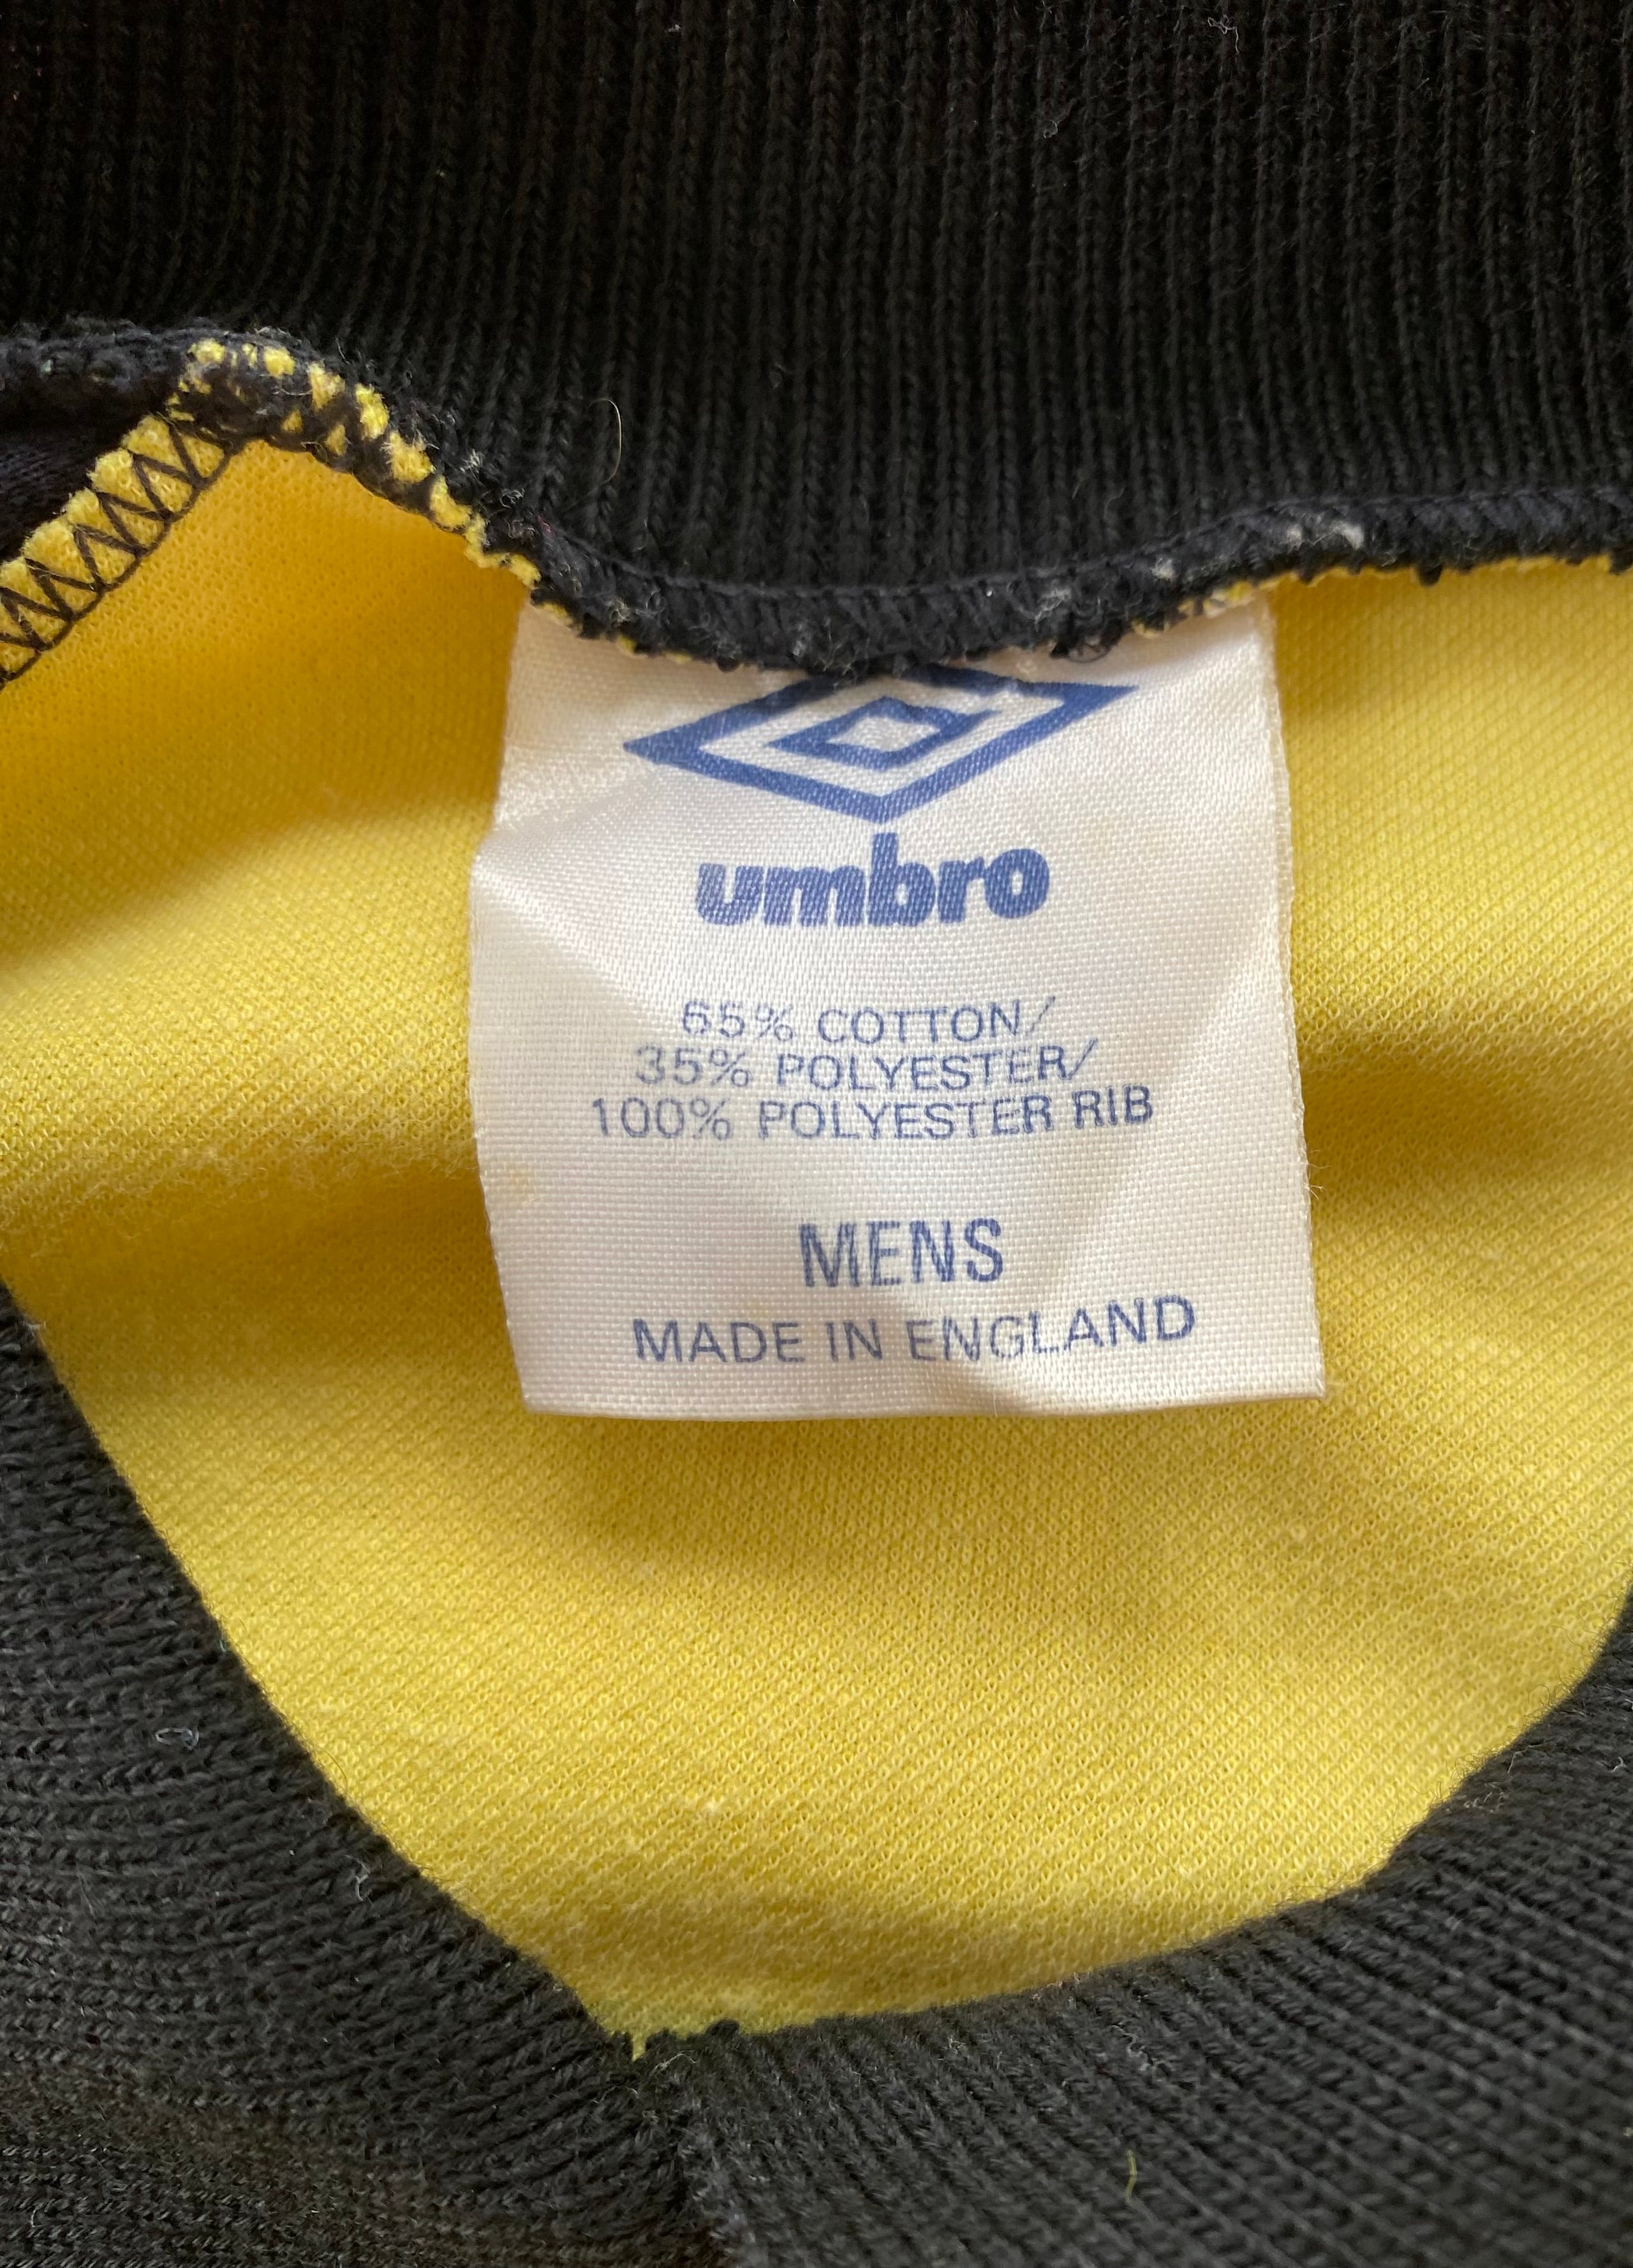 umbro
65% COTTON/
35% POLYESTER/
100% POLYESTER RIB
MENS
MADE IN ENGLAND